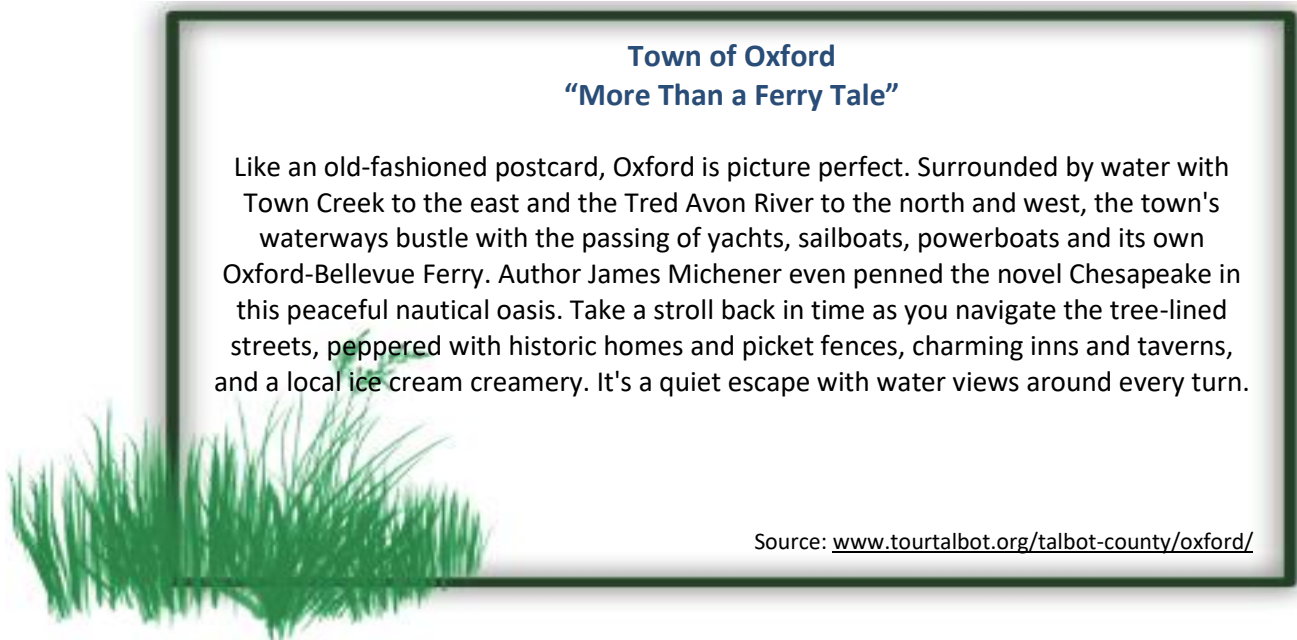 Town of Oxford
“More Than a Ferry Tale”
Like an old-fashioned postcard, Oxford is picture perfect. Surrounded by water with
Town Creek to the east and the Tred Avon River to the north and west, the town's
waterways bustle with the passing of yachts, sailboats, powerboats and its own
Oxford-Bellevue Ferry. Author James Michener even penned the novel Chesapeake in
this peaceful nautical oasis. Take a stroll back in time as you navigate the tree-lined
streets, peppered with historic homes and picket fences, charming inns and taverns,
and a local ice cream creamery. It's a quiet escape with water views around every turn.
Source: www.tourtalbot.org/talbot-county/oxford/